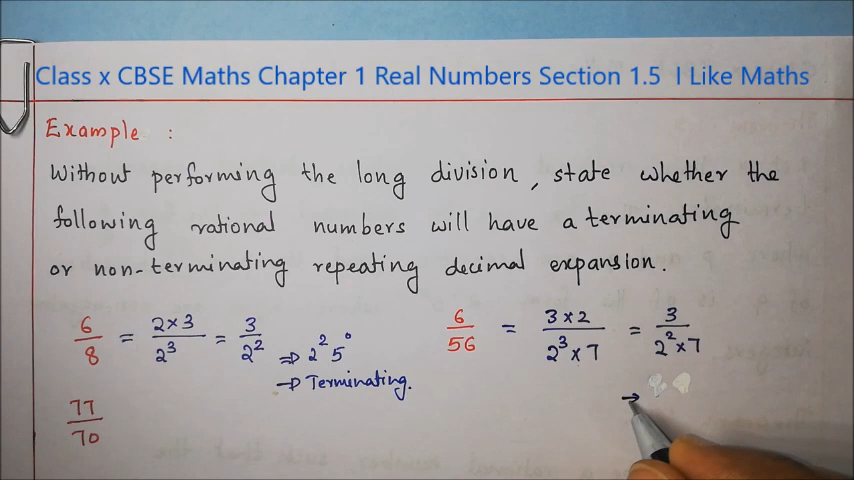 Class x CBSE Maths Chapter 1 Real Numbers Section 1.5 I Like Maths
Example :
Without performing the long division, state whether the
following rational numbers will have a terminating
or non-terminating repeating decimal expansion.
6/8 = 2×3/2³ = 3/2² ⇒ 2² 5⁰
→ Terminating.
6/56 = 3×2/2³×7 = 3/2²×7
→
77/70